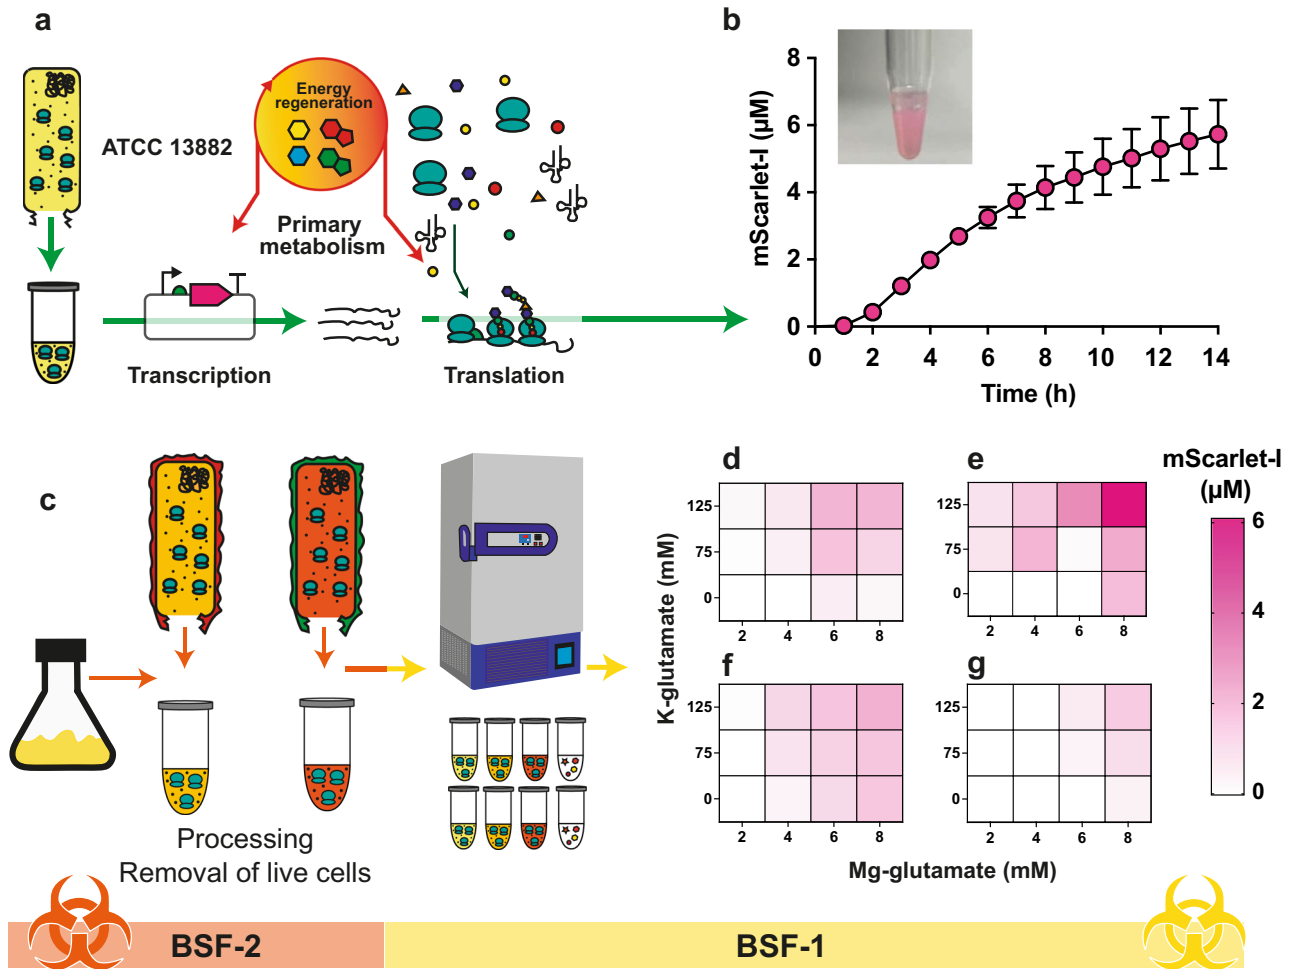 a
ATCC 13882
Energy
regeneration
Primary
metabolism
Transcription
Translation
b
mScarlet-I (µM)
8
6
4
2
0
0 2 4 6 8 10 12 14
Time (h)
c
Processing
Removal of live cells
d
125
75
0
2 4 6 8
e
125
75
0
2 4 6 8
mScarlet-I
(µM)
6
4
2
0
K-glutamate (mM)
f
125
75
0
2 4 6 8
g
125
75
0
2 4 6 8
Mg-glutamate (mM)
BSF-2
BSF-1